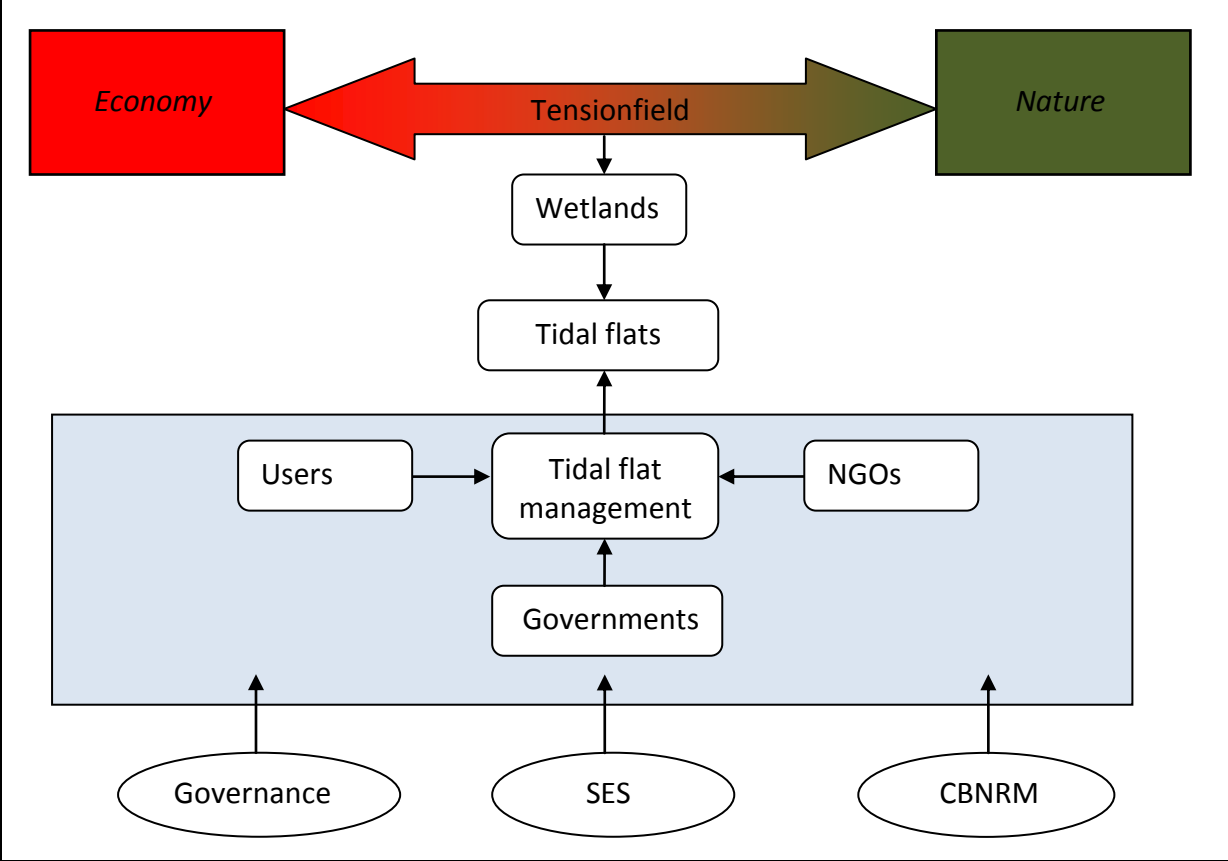 Economy
Tensionfield
Nature
Wetlands
Tidal flats
Users
Tidal flat
management
NGOs
Governments
Governance
SES
CBNRM